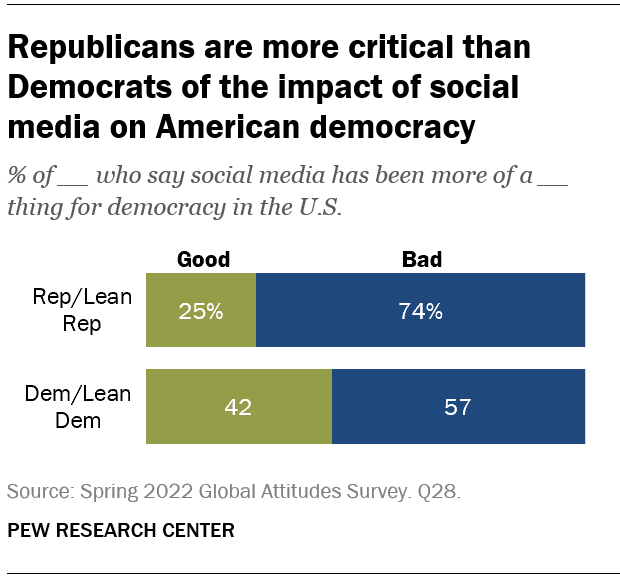 Republicans are more critical than
Democrats of the impact of social
media on American democracy
% of __ who say social media has been more of a __
thing for democracy in the U.S.
Good Bad
Rep/Lean
Rep
25% 74%
Dem/Lean
Dem
42 57
Source: Spring 2022 Global Attitudes Survey. Q28.
PEW RESEARCH CENTER